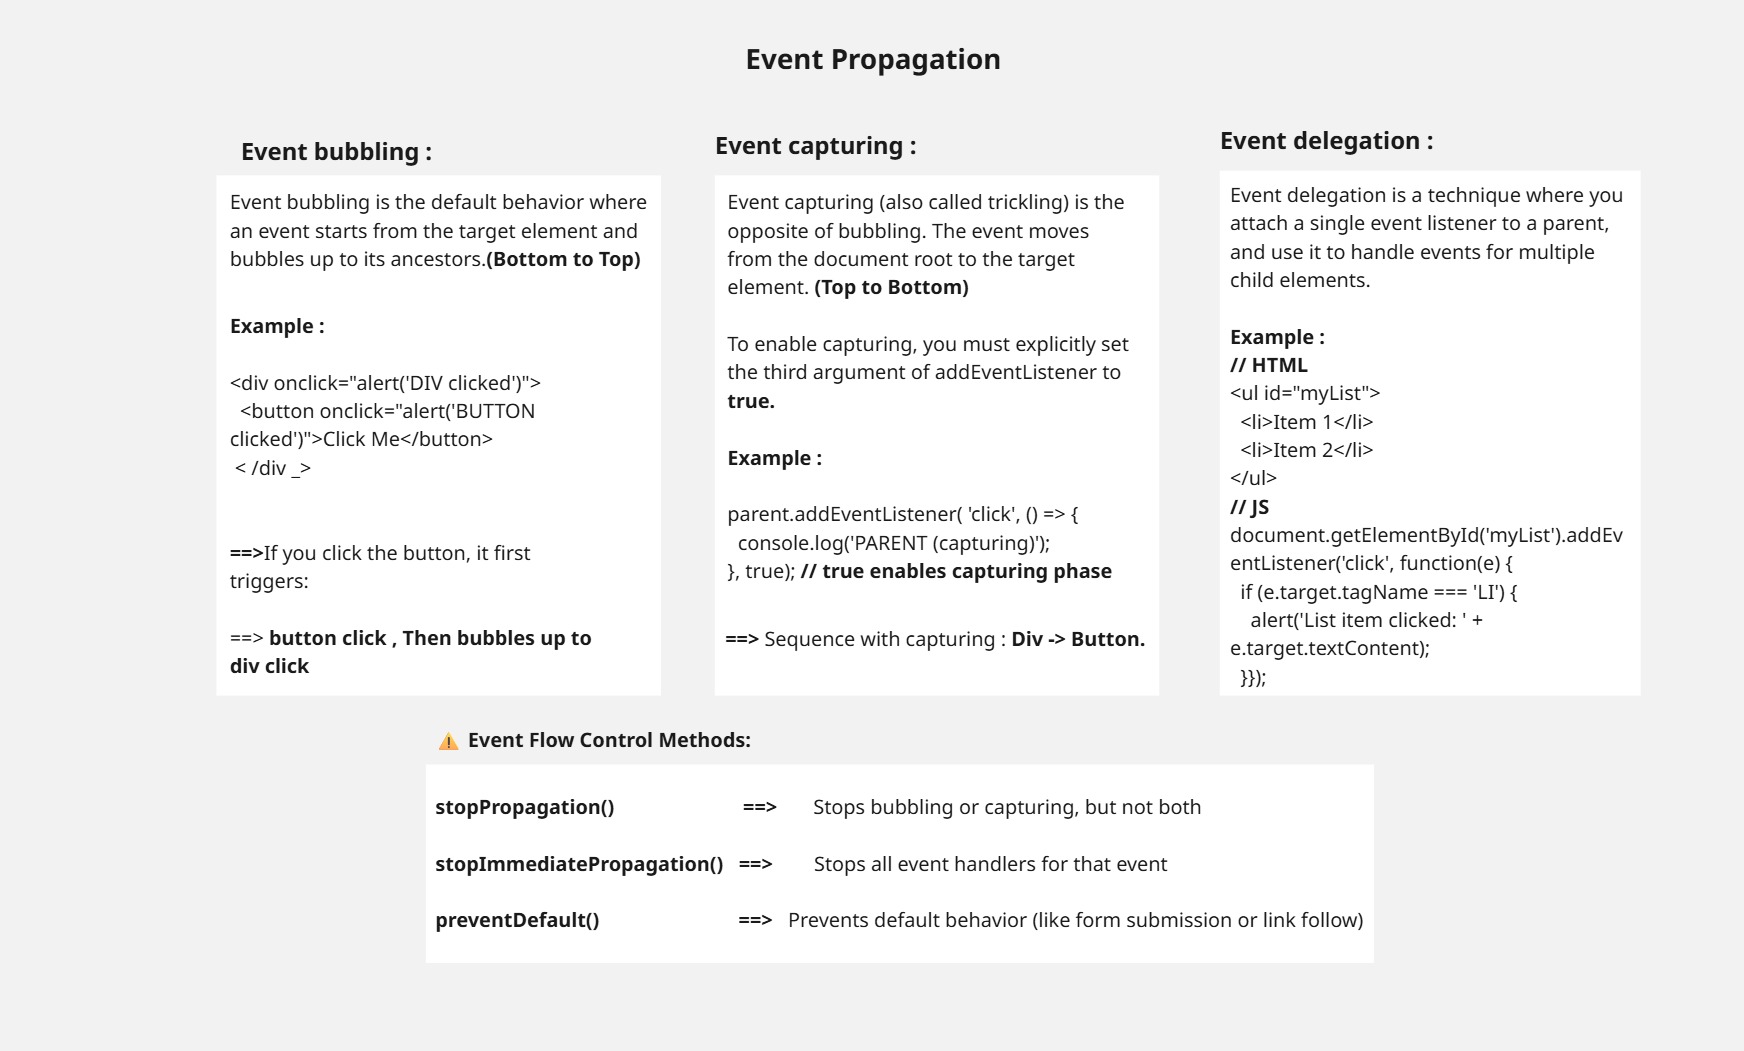 Event Propagation
Event bubbling :
Event bubbling is the default behavior where
an event starts from the target element and
bubbles up to its ancestors.(Bottom to Top)
Example :
<div onclick="alert('DIV clicked')">
<button onclick="alert('BUTTON
clicked')">Click Me</button>
< /div _>
==>If you click the button, it first
triggers:
==> button click , Then bubbles up to
div click
Event capturing :
Event capturing (also called trickling) is the
opposite of bubbling. The event moves
from the document root to the target
element. (Top to Bottom)
To enable capturing, you must explicitly set
the third argument of addEventListener to
true.
Example :
parent.addEventListener( 'click', () => {
console.log('PARENT (capturing)');
}, true); // true enables capturing phase
==> Sequence with capturing : Div -> Button.
Event delegation :
Event delegation is a technique where you
attach a single event listener to a parent,
and use it to handle events for multiple
child elements.
Example :
// HTML
<ul id="myList">
<li>Item 1</li>
<li>Item 2</li>
</ul>
// JS
document.getElementById('myList').addEv
entListener('click', function(e) {
if (e.target.tagName === 'LI') {
alert('List item clicked: ' +
e.target.textContent);
}});
⚠ Event Flow Control Methods:
stopPropagation() ==> Stops bubbling or capturing, but not both
stopImmediatePropagation() ==> Stops all event handlers for that event
preventDefault() ==> Prevents default behavior (like form submission or link follow)